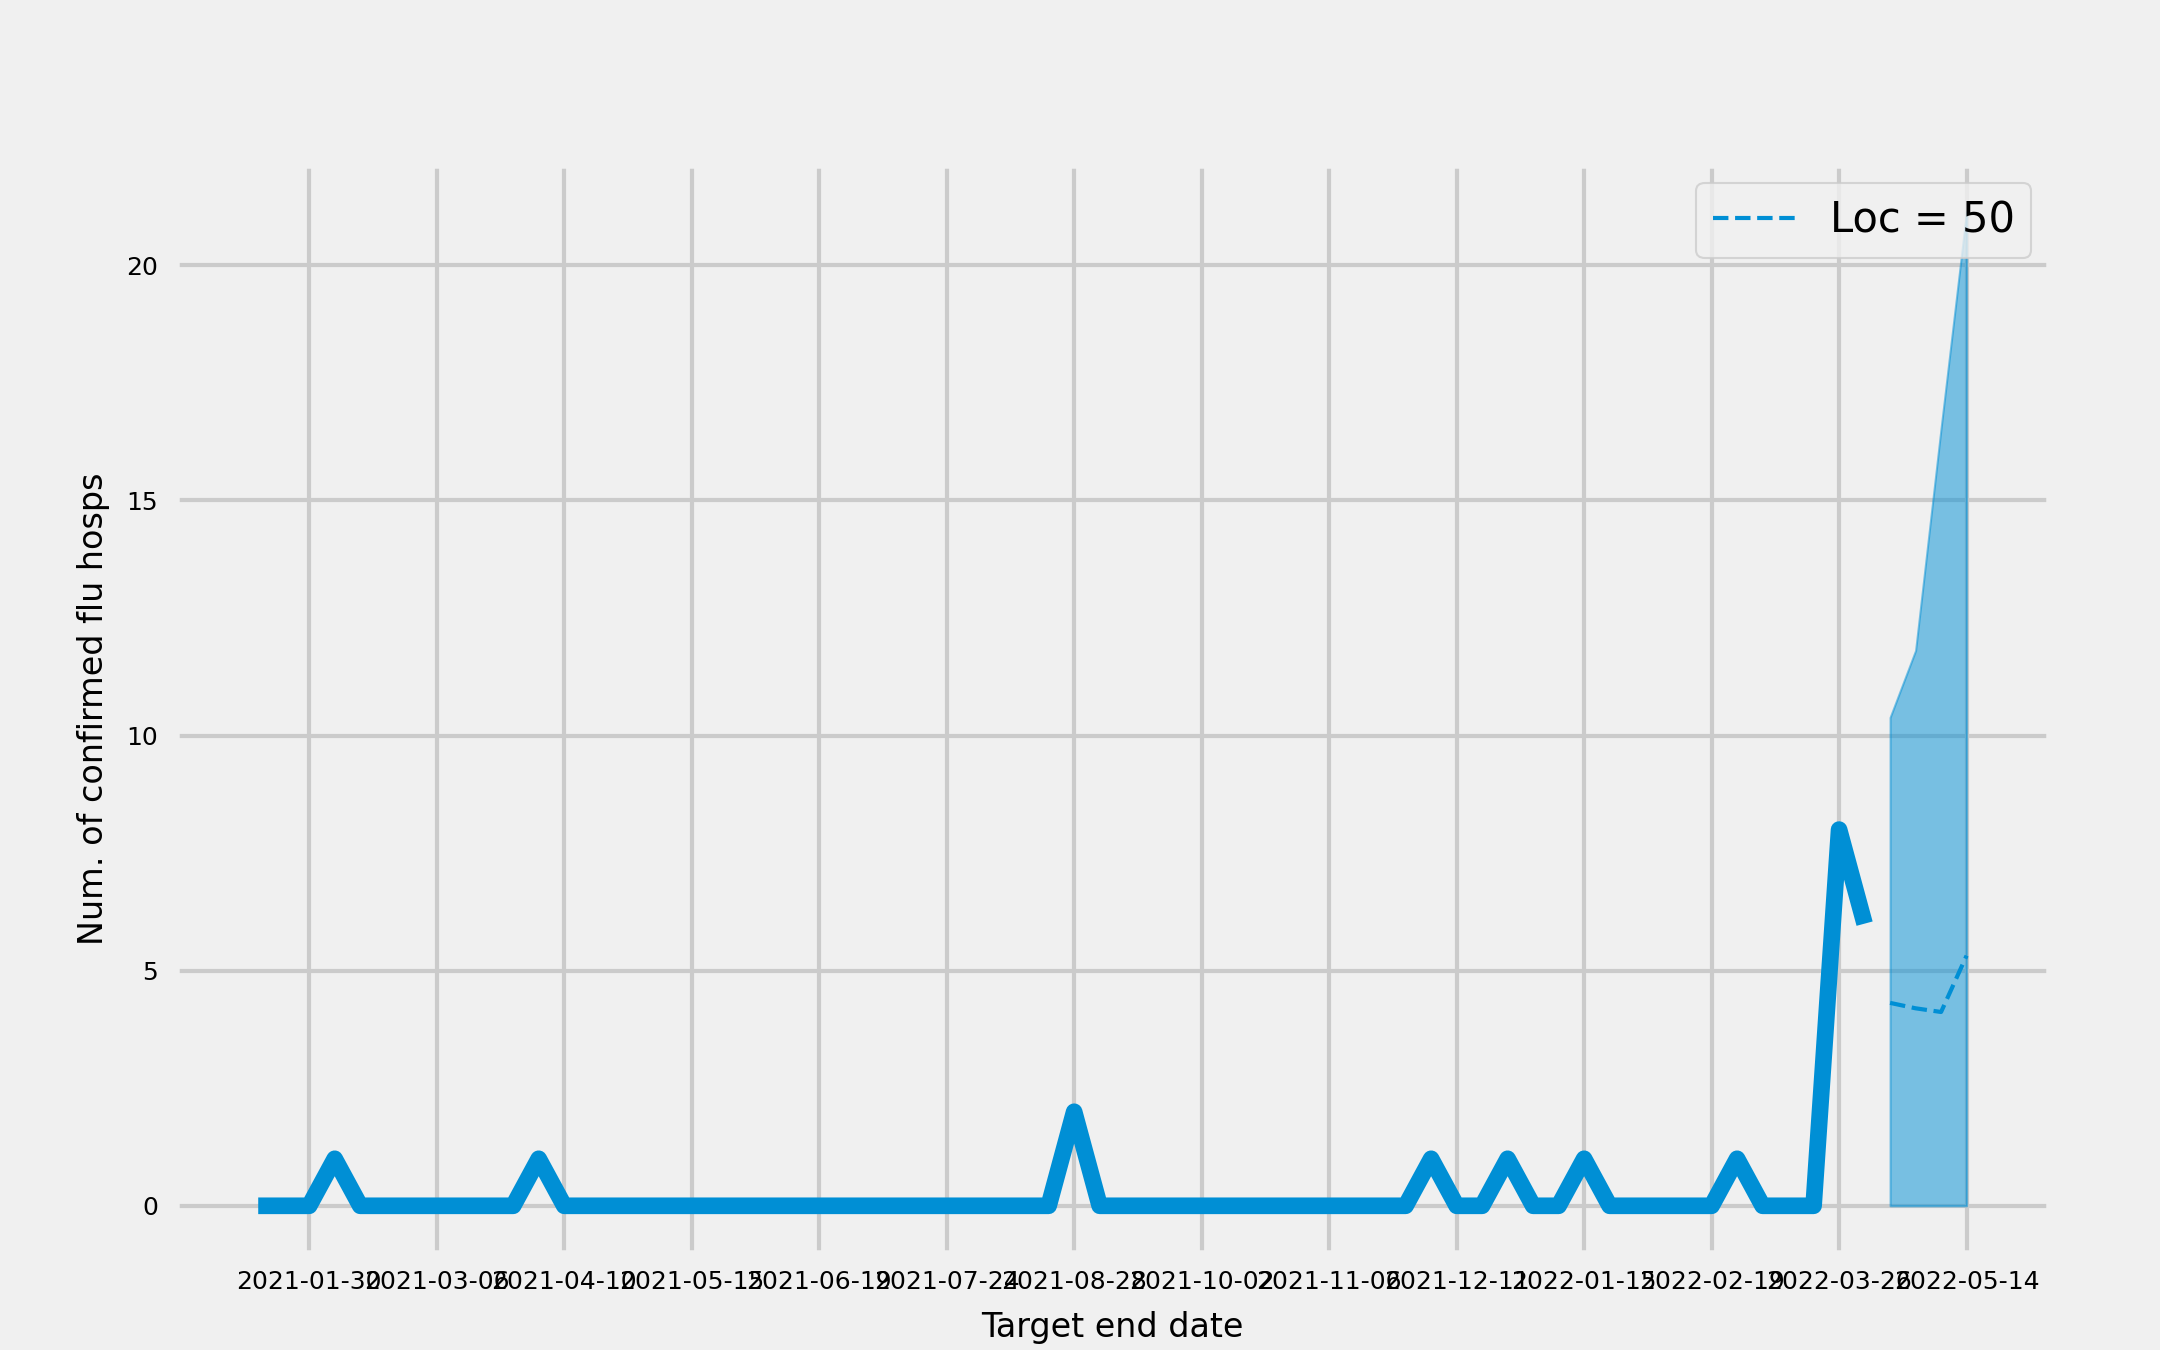 Loc = 50
20
15
10
5
0
Num. of confirmed flu hosps
2021-01-30 2021-03-06 2021-04-10 2021-05-15 2021-06-19 2021-07-24 2021-08-28 2021-10-02 2021-11-06 2021-12-11 2022-01-15 2022-02-19 2022-03-26 2022-05-14
Target end date